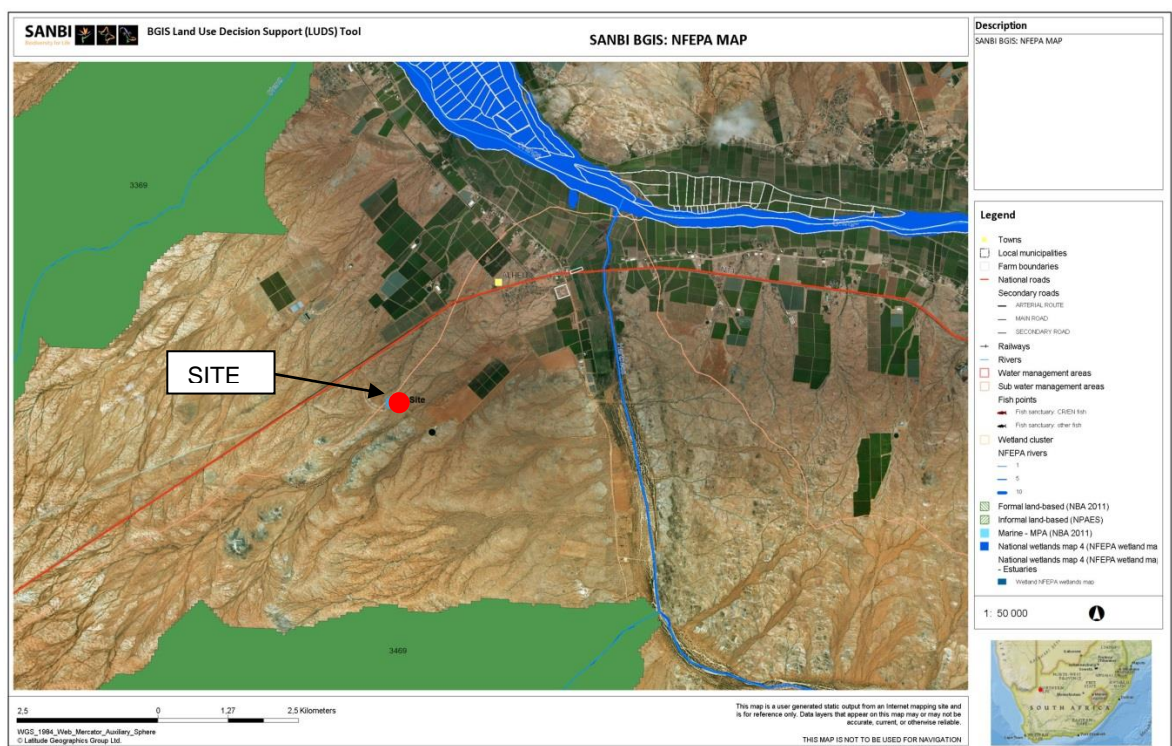 SANBI
Biodiversity for Life
BGIS Land Use Decision Support (LUDS) Tool
SANBI BGIS: NFEPA MAP
Description
SANBI BGIS: NFEPA MAP
3369
SITE
Site
3469
Legend
Towns
Local municipalities
Farm boundaries
National roads
Secondary roads
ARTERIAL ROUTE
MAIN ROAD
SECONDARY ROAD
Railways
Rivers
Water management areas
Sub water management areas
Fish points
Fish sanctuary: CR/EN fish
Fish sanctuary: other fish
Wetland cluster
NFEPA rivers
1
5
10
Formal land-based (NBA 2011)
Informal land-based (NPAES)
Marine - MPA (NBA 2011)
National wetlands map 4 (NFEPA wetland ma
National wetlands map 4 (NFEPA wetland ma
- Estuaries
Wetland NFEPA wetlands map
1: 50 000
SOUTH AFRICA
2,5 0 1,27 2,5 Kilometers
WGS_1984_Web_Mercator_Auxiliary_Sphere
© Latitude Geographics Group Ltd.
This map is a user generated static output from an Internet mapping site and
is for reference only. Data layers that appear on this map may or may not be
accurate, current, or otherwise reliable.
THIS MAP IS NOT TO BE USED FOR NAVIGATION